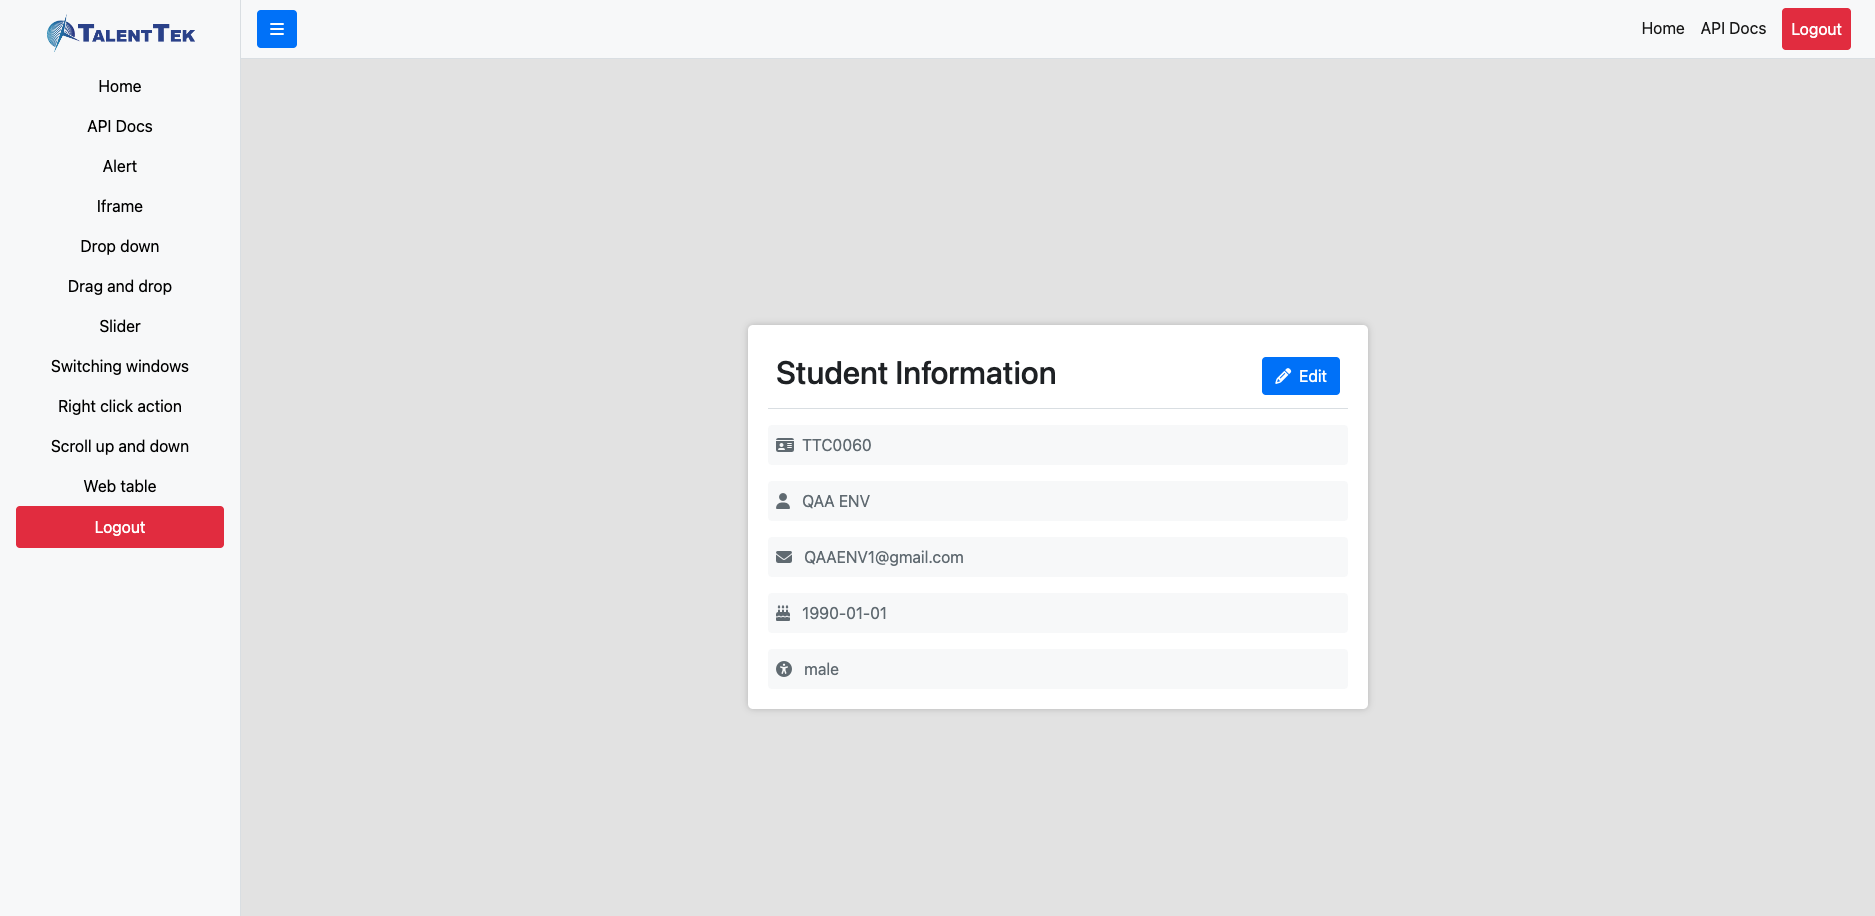 TALENTTEK
Home
API Docs
Alert
Iframe
Drop down
Drag and drop
Slider
Switching windows
Right click action
Scroll up and down
Web table
Logout
Home API Docs Logout
Student Information
Edit
TTC0060
QAA ENV
QAAENV1@gmail.com
1990-01-01
male